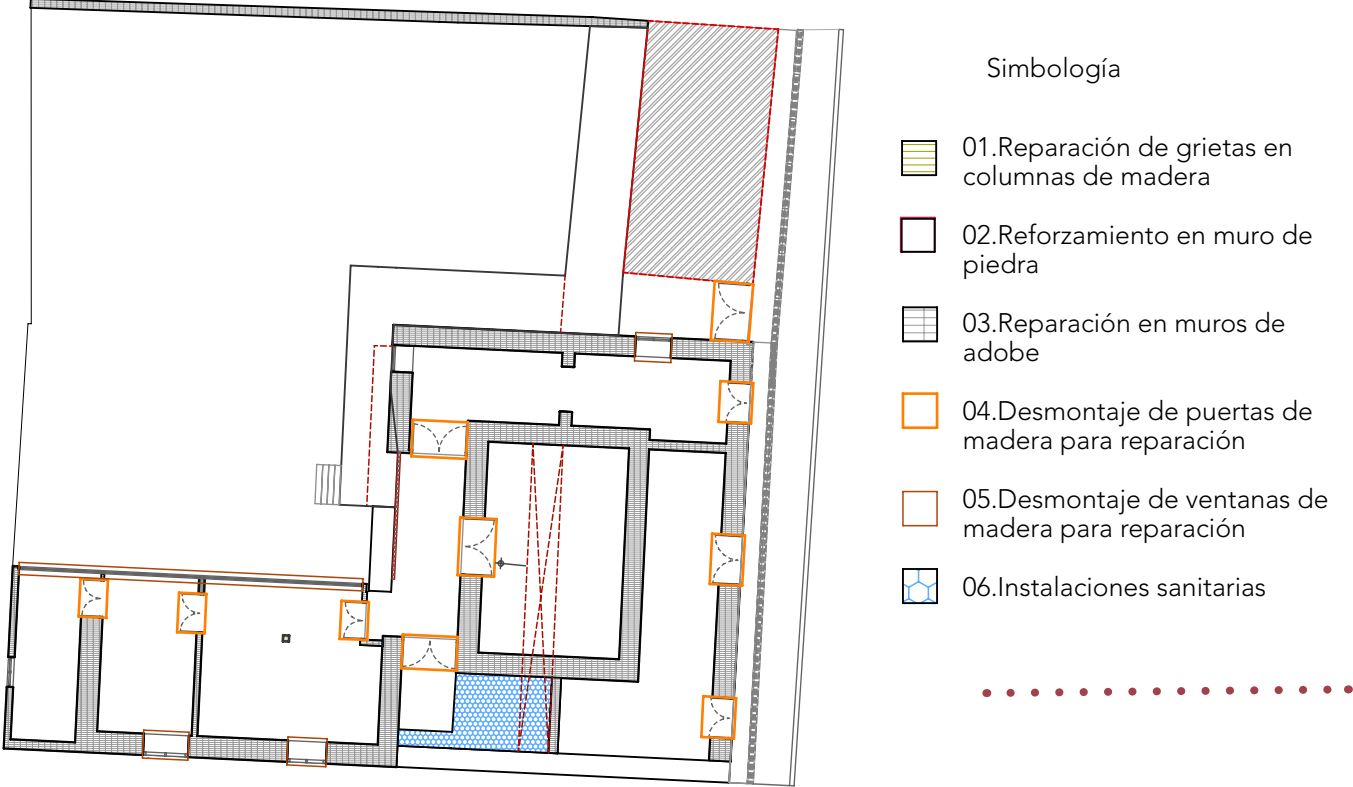 Simbología
01.Reparación de grietas en
columnas de madera
02.Reforzamiento en muro de
piedra
03.Reparación en muros de
adobe
04.Desmontaje de puertas de
madera para reparación
05.Desmontaje de ventanas de
madera para reparación
06.Instalaciones sanitarias